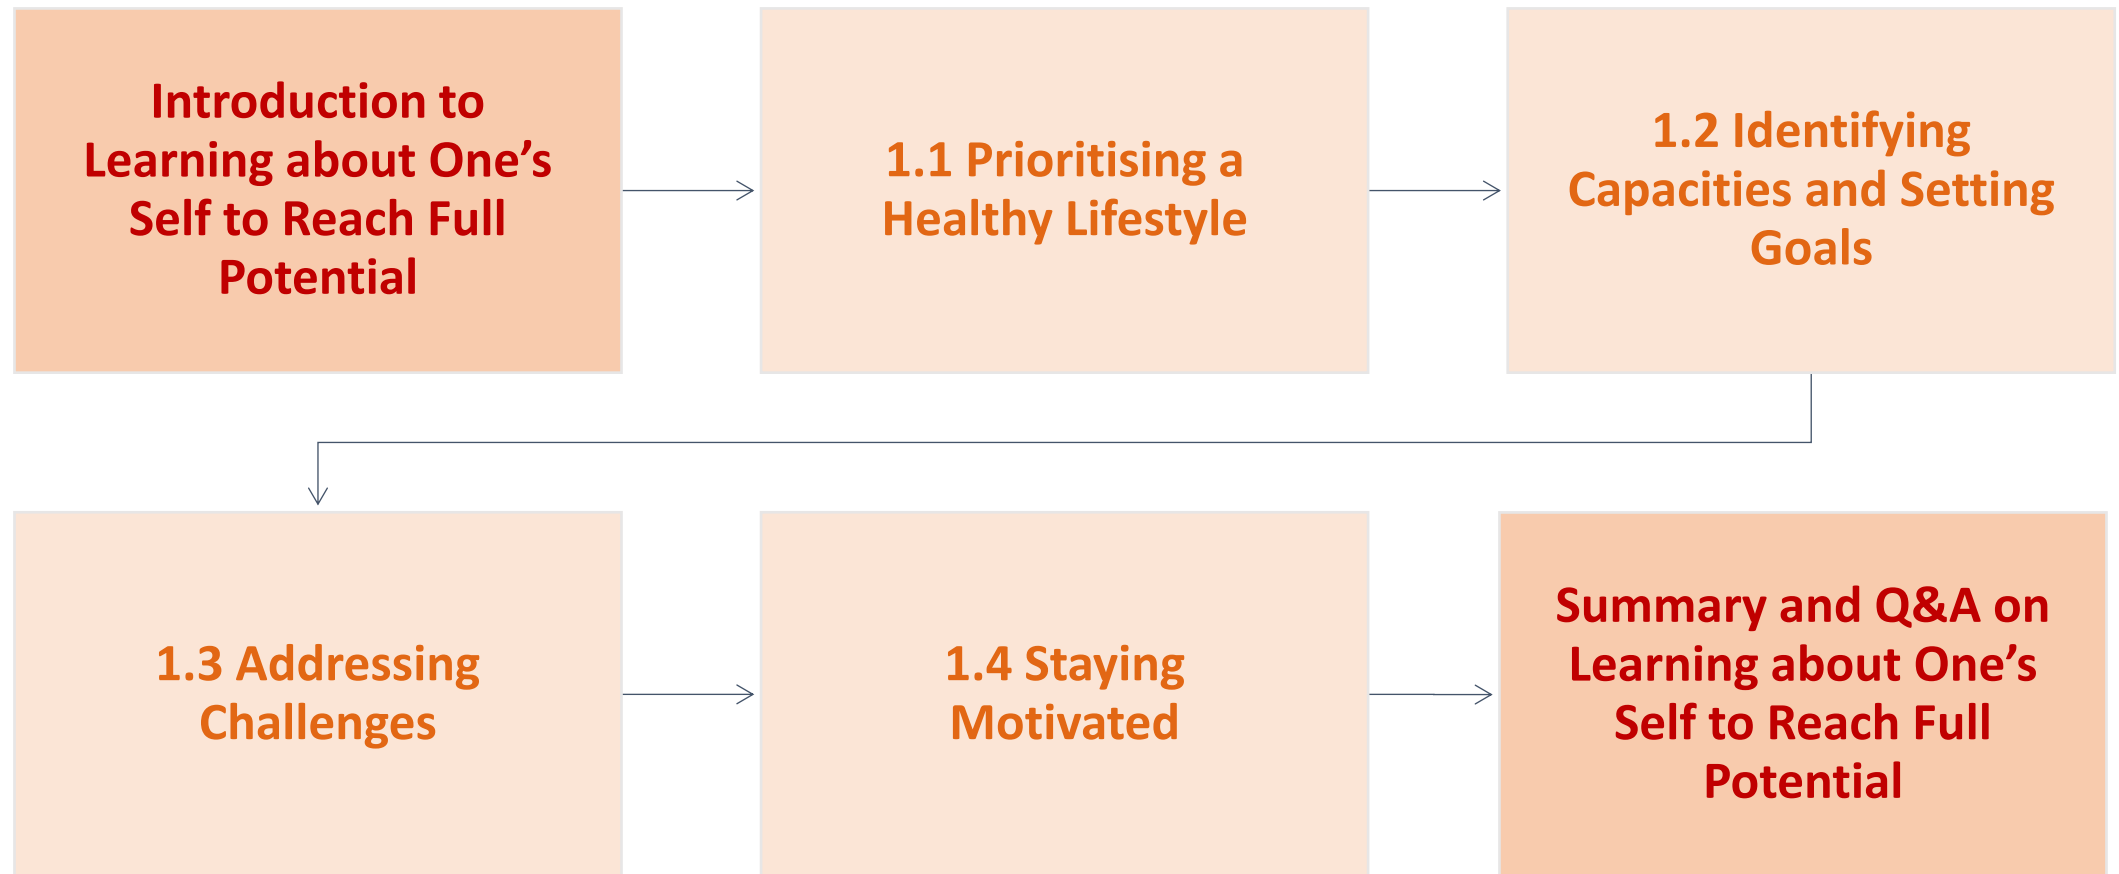 Introduction to
Learning about One’s
Self to Reach Full
Potential
1.1 Prioritising a
Healthy Lifestyle
1.2 Identifying
Capacities and Setting
Goals
1.3 Addressing
Challenges
1.4 Staying
Motivated
Summary and Q&A on
Learning about One’s
Self to Reach Full
Potential